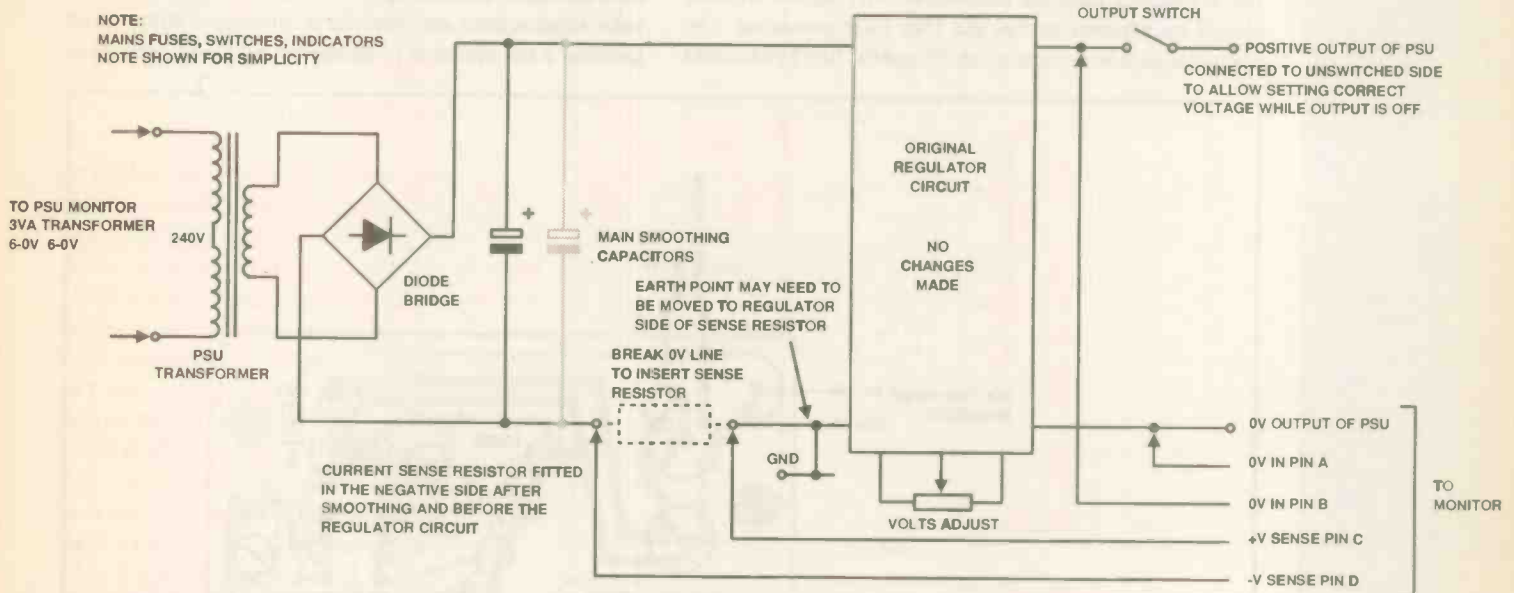 NOTE:
MAINS FUSES, SWITCHES, INDICATORS
NOTE SHOWN FOR SIMPLICITY
OUTPUT SWITCH
POSITIVE OUTPUT OF PSU
CONNECTED TO UNSWITCHED SIDE
TO ALLOW SETTING CORRECT
VOLTAGE WHILE OUTPUT IS OFF
TO PSU MONITOR
3VA TRANSFORMER
6-0V 6-0V
240V
PSU
TRANSFORMER
DIODE
BRIDGE
+
+
MAIN SMOOTHING
CAPACITORS
ORIGINAL
REGULATOR
CIRCUIT
NO
CHANGES
MADE
EARTH POINT MAY NEED TO
BE MOVED TO REGULATOR
SIDE OF SENSE RESISTOR
BREAK 0V LINE
TO INSERT SENSE
RESISTOR
GND
CURRENT SENSE RESISTOR FITTED
IN THE NEGATIVE SIDE AFTER
SMOOTHING AND BEFORE THE
REGULATOR CIRCUIT
VOLTS ADJUST
0V OUTPUT OF PSU
0V IN PIN A
0V IN PIN B
+V SENSE PIN C
-V SENSE PIN D
TO
MONITOR